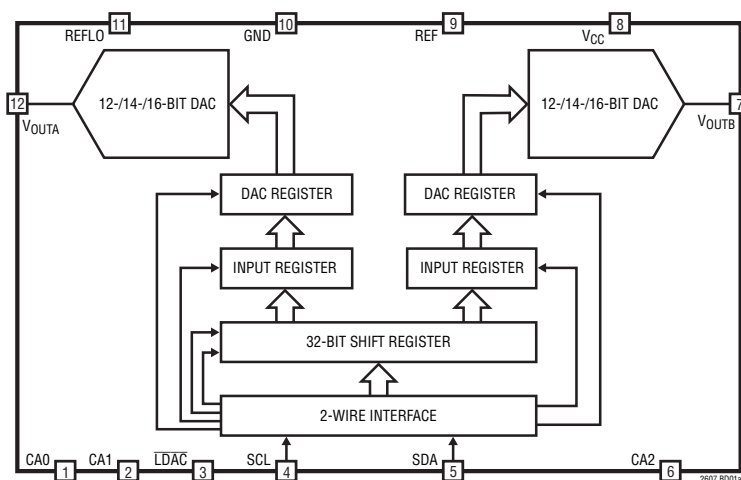 11
10
9
8
REFLO
GND
REF
VCC
12
12-/14-/16-BIT DAC
12-/14-/16-BIT DAC
7
VOUTA
VOUTB
DAC REGISTER
DAC REGISTER
INPUT REGISTER
INPUT REGISTER
32-BIT SHIFT REGISTER
2-WIRE INTERFACE
CA0
CA1
LDAC
SCL
SDA
CA2
1
2
3
4
5
6
2607 BD01a